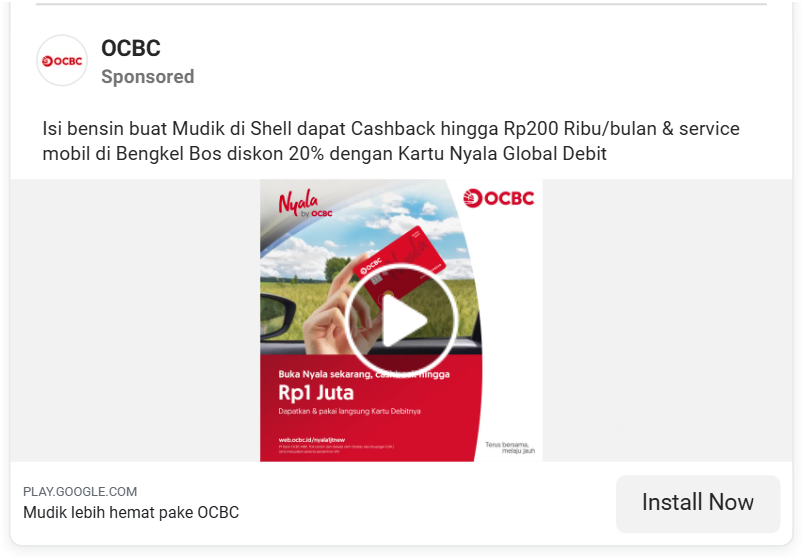 OCBC
OCBC
Sponsored
Isi bensin buat Mudik di Shell dapat Cashback hingga Rp200 Ribu/bulan & service
mobil di Bengkel Bos diskon 20% dengan Kartu Nyala Global Debit
Nyala
by OCBC
OCBC
OCBC
Buka Nyala sekarang, cashback hingga
Rp1 Juta
Dapatkan & pakai langsung Kartu Debitnya
web.ocbc.id/nyala1jtnew
Terus bersama,
melaju jauh
PLAY.GOOGLE.COM
Mudik lebih hemat pake OCBC
Install Now